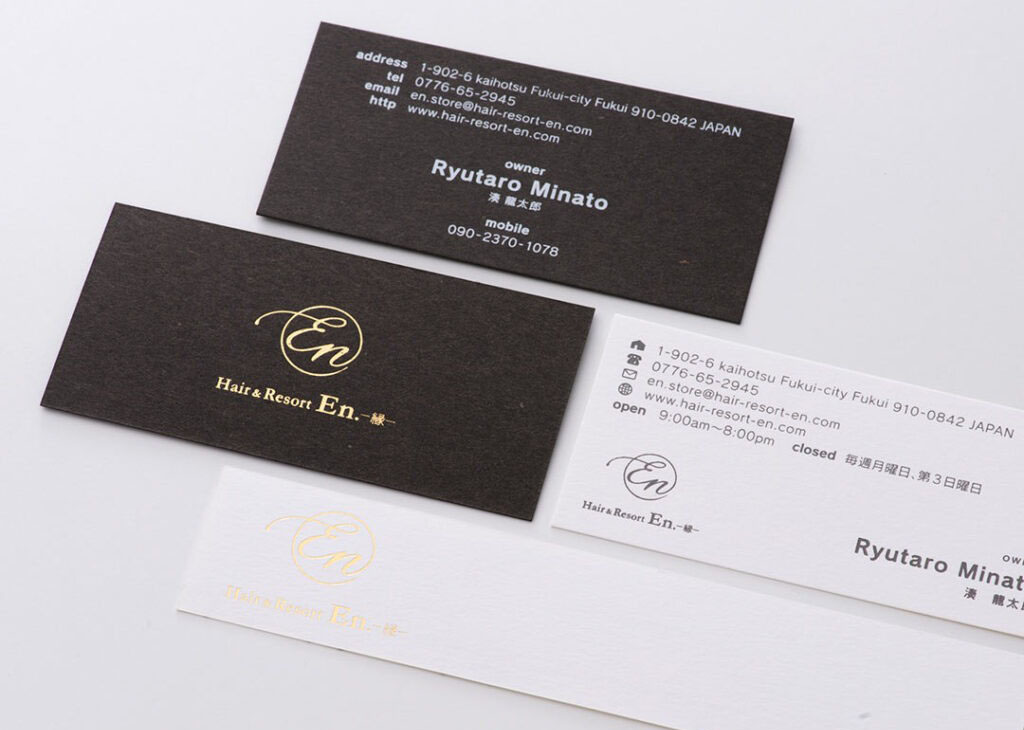 address 1-902-6 kaihotsu Fukui-city Fukui 910-0842 JAPAN
tel 0776-65-2945
email en.store@hair-resort-en.com
http www.hair-resort-en.com
owner
Ryutaro Minato
湊 龍太郎
mobile
090-2370-1078
En
Hair & Resort En. –縁–
1-902-6 kaihotsu Fukui-city Fukui 910-0842 JAPAN
0776-65-2945
en.store@hair-resort-en.com
www.hair-resort-en.com
open 9:00am~8:00pm closed 毎週月曜日、第3日曜日
En
Hair & Resort En. –縁–
Ryutaro
湊 龍太
En
Hair & Resort En. –縁–